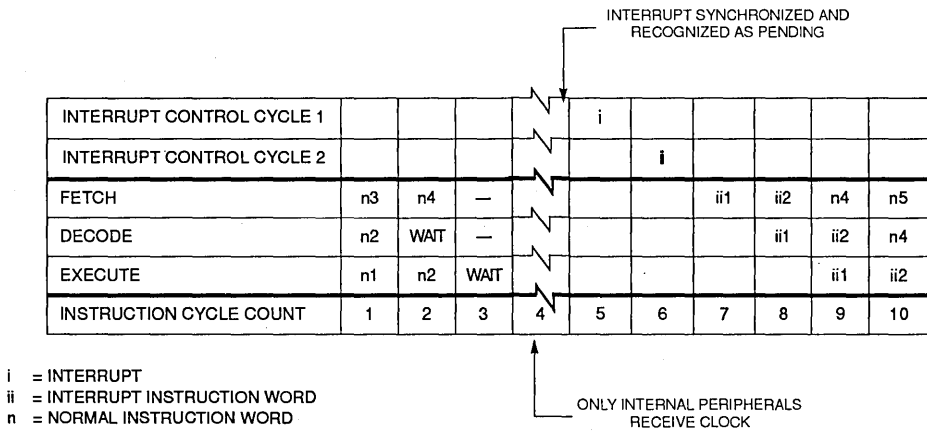 INTERRUPT SYNCHRONIZED AND
RECOGNIZED AS PENDING
INTERRUPT CONTROL CYCLE 1 i
INTERRUPT CONTROL CYCLE 2 i
FETCH n3 n4 — ii1 ii2 n4 n5
DECODE n2 WAIT — ii1 ii2 n4
EXECUTE n1 n2 WAIT ii1 ii2
INSTRUCTION CYCLE COUNT 1 2 3 4 5 6 7 8 9 10
i = INTERRUPT
ii = INTERRUPT INSTRUCTION WORD
n = NORMAL INSTRUCTION WORD
ONLY INTERNAL PERIPHERALS
RECEIVE CLOCK